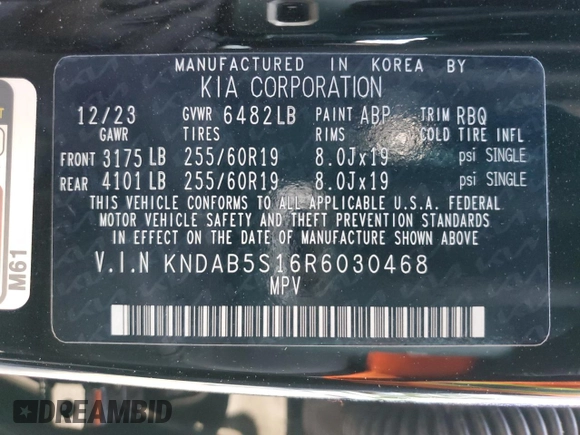 MANUFACTURED IN KOREA BY
KIA CORPORATION
12/23 GVWR 6482LB PAINT ABP TRIM RBQ
GAWR TIRES RIMS COLD TIRE INFL.
FRONT 3175 LB 255/60R19 8.0Jx19 psi SINGLE
REAR 4101 LB 255/60R19 8.0Jx19 psi SINGLE
THIS VEHICLE CONFORMS TO ALL APPLICABLE U.S.A. FEDERAL
MOTOR VEHICLE SAFETY AND THEFT PREVENTION STANDARDS
IN EFFECT ON THE DATE OF MANUFACTURE SHOWN ABOVE.
V.I.N KNDAB5S16R6030468
MPV
M61
DREAMBID